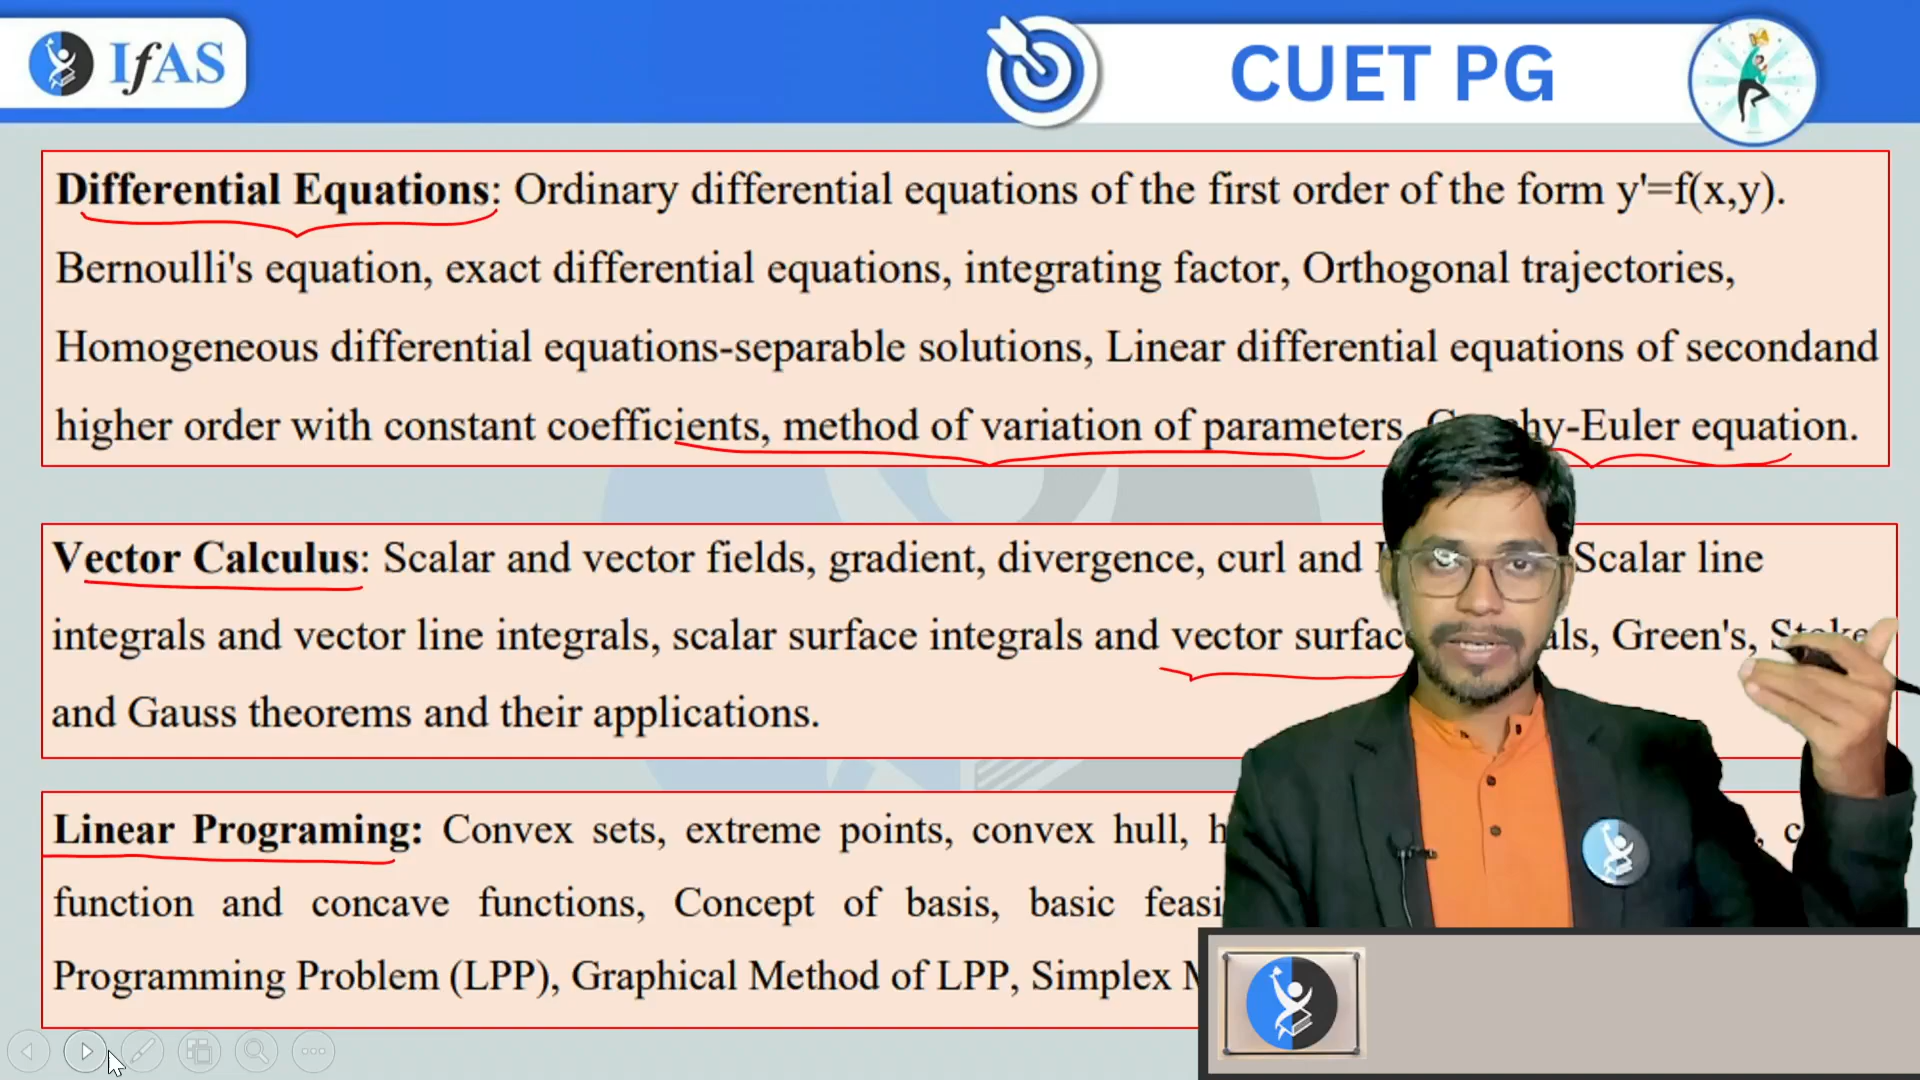 IfAS
CUET PG
Differential Equations: Ordinary differential equations of the first order of the form y'=f(x,y).
Bernoulli's equation, exact differential equations, integrating factor, Orthogonal trajectories,
Homogeneous differential equations-separable solutions, Linear differential equations of secondand
higher order with constant coefficients, method of variation of parameters, -Euler equation.
Vector Calculus: Scalar and vector fields, gradient, divergence, curl and Scalar line
integrals and vector line integrals, scalar surface integrals and vector Green's,
and Gauss theorems and their applications.
Linear Programing: Convex sets, extreme points, convex hull,
function and concave functions, Concept of basis, basic
Programming Problem (LPP), Graphical Method of LPP, Simplex